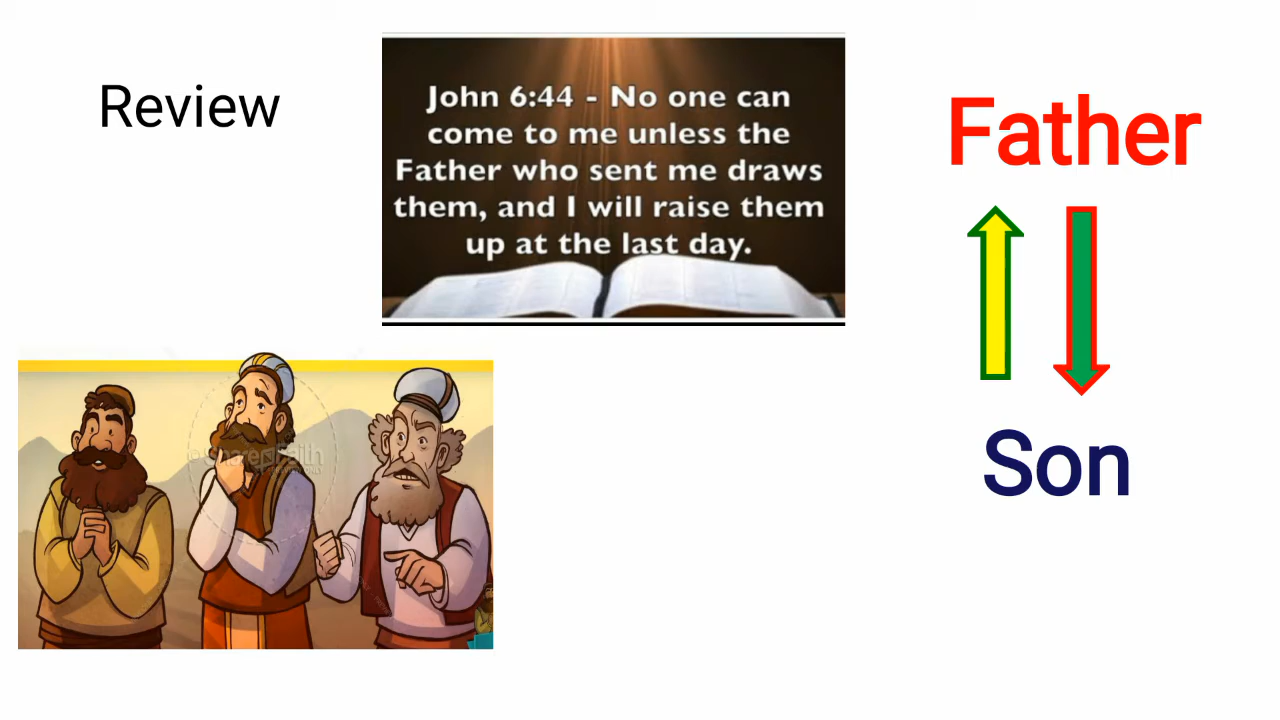 Review
John 6:44 - No one can
come to me unless the
Father who sent me draws
them, and I will raise them
up at the last day.
Father
Son
ShareFaith